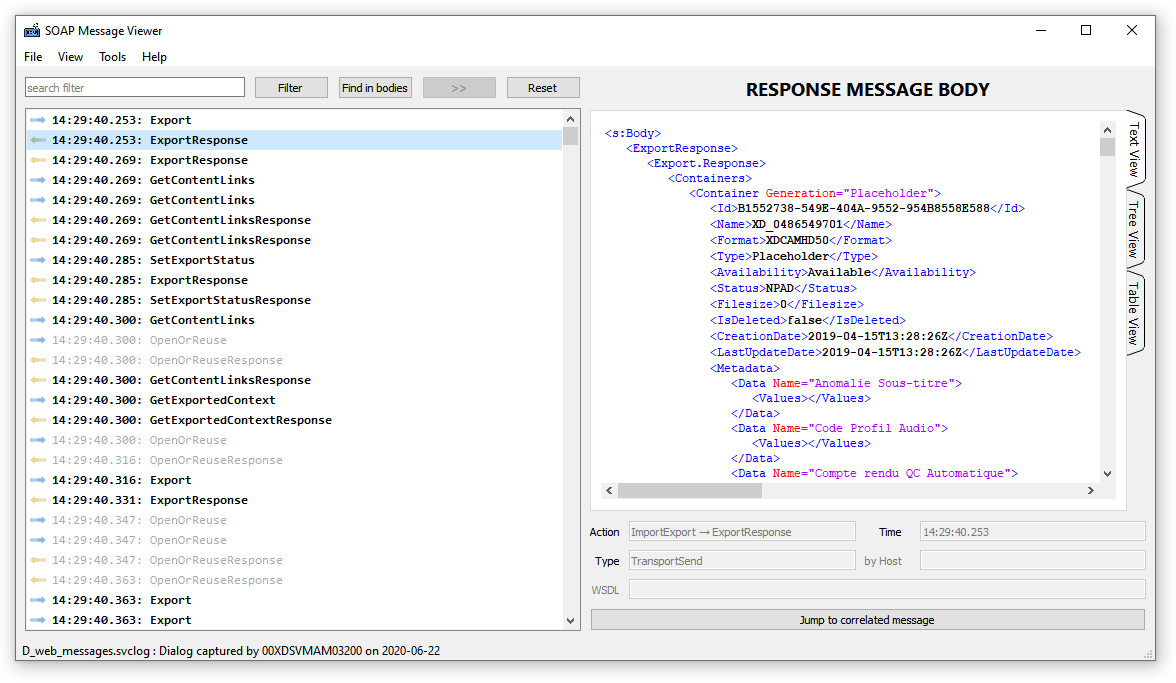 SOAP Message Viewer
File View Tools Help
search filter Filter Find in bodies >> Reset
14:29:40.253: Export
14:29:40.253: ExportResponse
14:29:40.269: ExportResponse
14:29:40.269: GetContentLinks
14:29:40.269: GetContentLinks
14:29:40.269: GetContentLinksResponse
14:29:40.269: GetContentLinksResponse
14:29:40.285: SetExportStatus
14:29:40.285: ExportResponse
14:29:40.285: SetExportStatusResponse
14:29:40.300: GetContentLinks
14:29:40.300: OpenOrReuse
14:29:40.300: OpenOrReuseResponse
14:29:40.300: GetContentLinksResponse
14:29:40.300: GetExportedContext
14:29:40.300: GetExportedContextResponse
14:29:40.300: OpenOrReuse
14:29:40.316: OpenOrReuseResponse
14:29:40.316: Export
14:29:40.331: ExportResponse
14:29:40.347: OpenOrReuse
14:29:40.347: OpenOrReuse
14:29:40.347: OpenOrReuseResponse
14:29:40.363: OpenOrReuseResponse
14:29:40.363: Export
14:29:40.363: Export
RESPONSE MESSAGE BODY
<s:Body>
<ExportResponse>
<Export.Response>
<Containers>
<Container Generation="Placeholder">
<Id>B1552738-549E-404A-9552-954B8558E588</Id>
<Name>XD_0486549701</Name>
<Format>XDCAMHD50</Format>
<Type>Placeholder</Type>
<Availability>Available</Availability>
<Status>NPAD</Status>
<Filesize>0</Filesize>
<IsDeleted>false</IsDeleted>
<CreationDate>2019-04-15T13:28:26Z</CreationDate>
<LastUpdateDate>2019-04-15T13:28:26Z</LastUpdateDate>
<Metadata>
<Data Name="Anomalie Sous-titre">
<Values></Values>
</Data>
<Data Name="Code Profil Audio">
<Values></Values>
</Data>
<Data Name="Compte rendu QC Automatique">
Text View
Tree View
Table View
Action ImportExport → ExportResponse Time 14:29:40.253
Type TransportSend by Host
WSDL
Jump to correlated message
D_web_messages.svclog : Dialog captured by 00XDSVMAM03200 on 2020-06-22